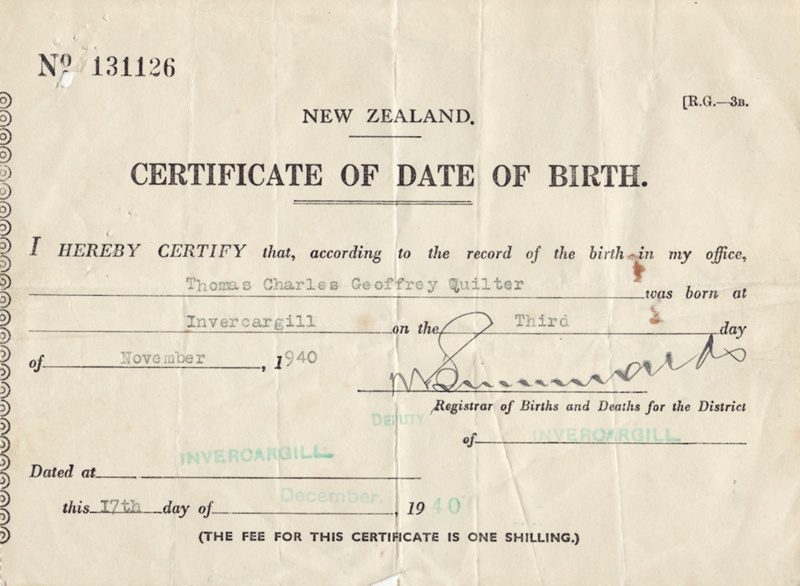 Nº 131126
[R.G.—3B.
NEW ZEALAND.
CERTIFICATE OF DATE OF BIRTH.
I HEREBY CERTIFY that, according to the record of the birth in my office,
Thomas Charles Geoffrey Quilter was born at
Invercargill on the Third day
of November, 1940
DEPUTY Registrar of Births and Deaths for the District
of INVERCARGILL
Dated at INVERCARGILL
this 17th day of December, 1940
(THE FEE FOR THIS CERTIFICATE IS ONE SHILLING.)